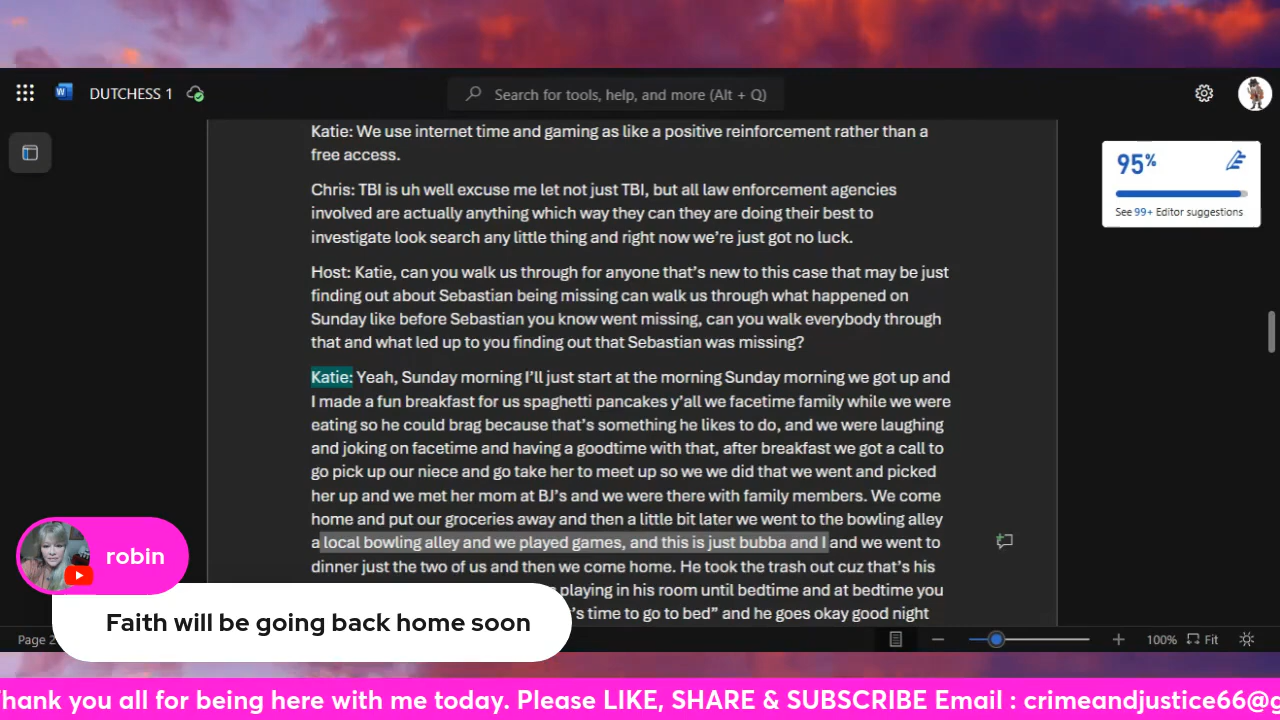 DUTCHESS 1
Search for tools, help, and more (Alt + Q)
Katie: We use internet time and gaming as like a positive reinforcement rather than a
free access.
95%
See 99+ Editor suggestions
Chris: TBI is uh well excuse me let not just TBI, but all law enforcement agencies
involved are actually anything which way they can they are doing their best to
investigate look search any little thing and right now we're just got no luck.
Host: Katie, can you walk us through for anyone that's new to this case that may be just
finding out about Sebastian being missing can walk us through what happened on
Sunday like before Sebastian you know went missing, can you walk everybody through
that and what led up to you finding out that Sebastian was missing?
Katie: Yeah, Sunday morning I'll just start at the morning Sunday morning we got up and
I made a fun breakfast for us spaghetti pancakes y'all we facetime family while we were
eating so he could brag because that's something he likes to do, and we were laughing
and joking on facetime and having a goodtime with that, after breakfast we got a call to
go pick up our niece and go take her to meet up so we we did that we went and picked
her up and we met her mom at BJ's and we were there with family members. We come
home and put our groceries away and then a little bit later we went to the bowling alley
a local bowling alley and we played games, and this is just bubba and I and we went to
dinner just the two of us and then we come home. He took the trash out cuz that's his
playing in his room until bedtime and at bedtime you
's time to go to bed" and he goes okay good night
robin
Faith will be going back home soon
Page 2
100%
Fit
Thank you all for being here with me today. Please LIKE, SHARE & SUBSCRIBE Email : crimeandjustice66@g